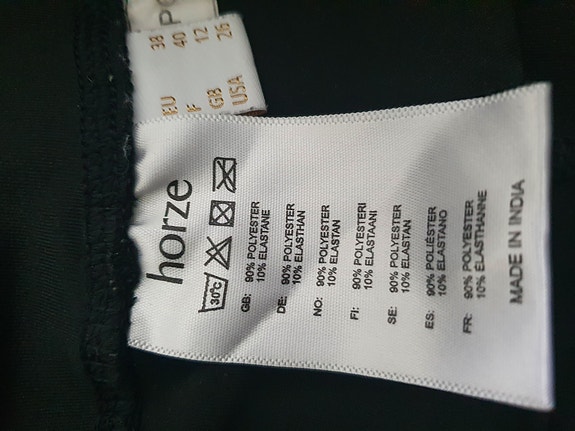 PO
EU 38
F 40
GB 12
USA 26
horze
30°C
GB: 90% POLYESTER
10% ELASTANE
DE: 90% POLYESTER
10% ELASTHAN
NO: 90% POLYESTER
10% ELASTAN
FI: 90% POLYESTERI
10% ELASTAANI
SE: 90% POLYESTER
10% ELASTAN
ES: 90% POLIÉSTER
10% ELASTANO
FR: 90% POLYESTER
10% ELASTHANNE
MADE IN INDIA